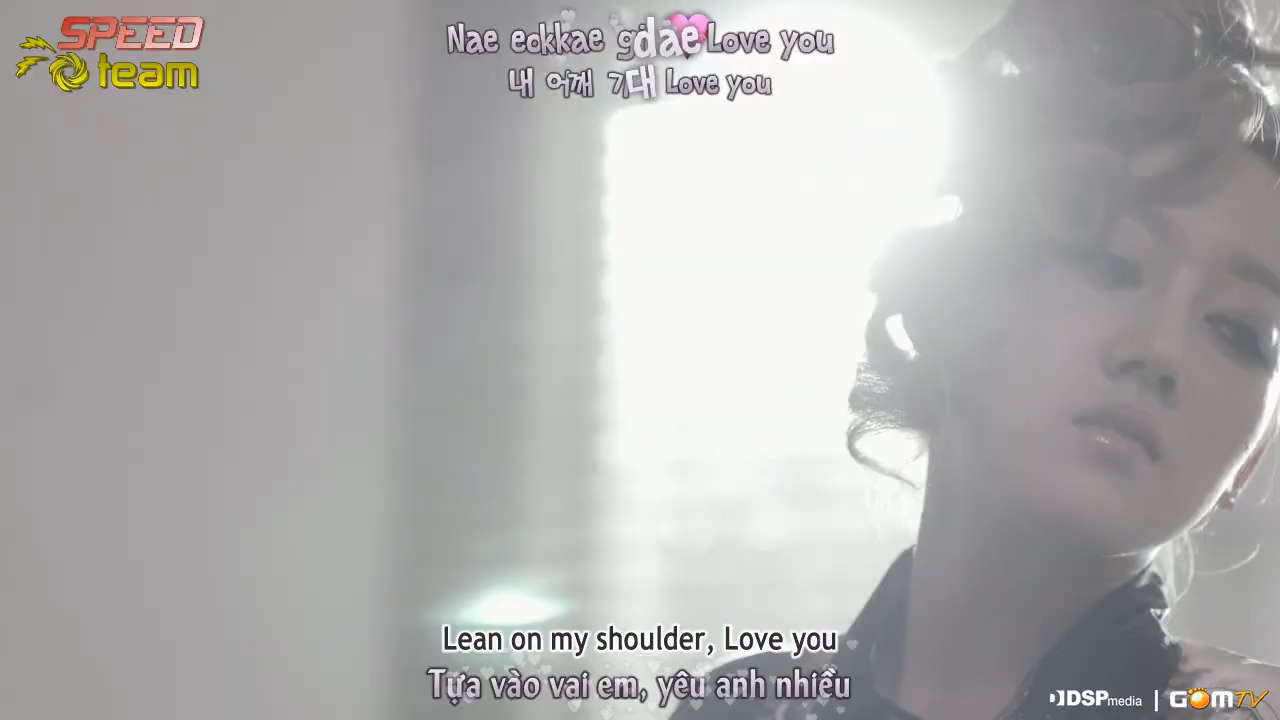 SPEED
team
Nae eokkae gidae Love you
내 어깨 기대 Love you
Lean on my shoulder, Love you
Tựa vào vai em, yêu anh nhiều
DSPmedia | GOMTV